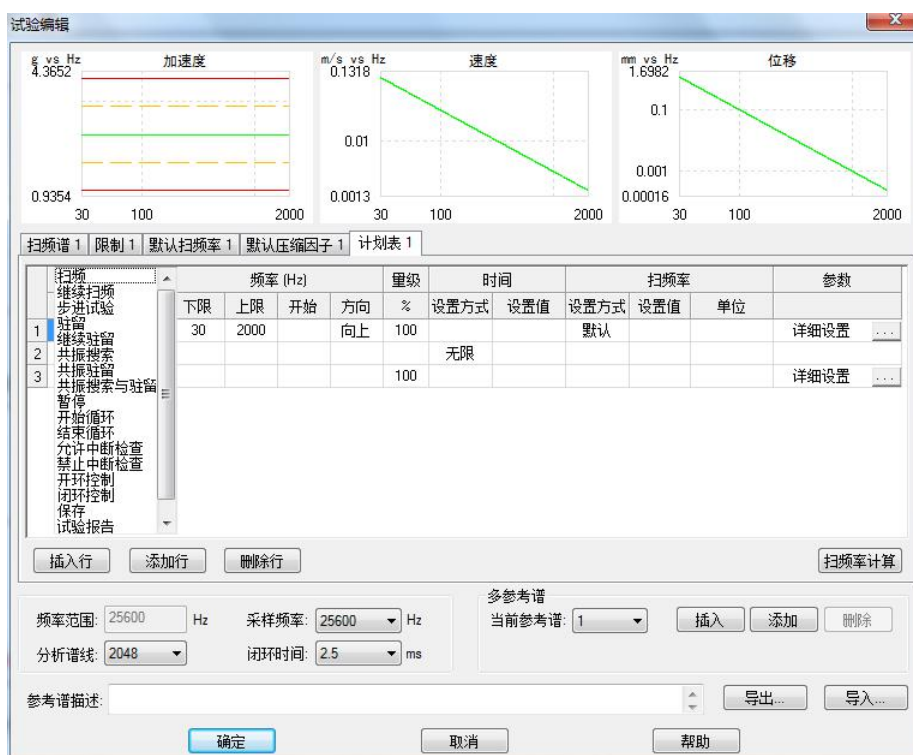 试验编辑
g vs Hz 加速度 m/s vs Hz 速度 mm vs Hz 位移
4.3652 0.1318 1.6982
0.1
0.01
0.001
0.9354 0.0013 0.00016
30 100 2000 30 100 2000 30 100 2000
扫频谱 1 限制 1 默认扫频率 1 默认压缩因子 1 计划表 1
频率 (Hz) 量级 时间 扫频率 参数
下限 上限 开始 方向 % 设置方式 设置值 设置方式 设置值 单位
1 30 2000 向上 100 默认 详细设置 ...
2 无限
3 100 详细设置 ...
扫频
继续扫频
步进试验
驻留
继续驻留
共振搜索
共振驻留
共振搜索与驻留
暂停
开始循环
结束循环
允许中断检查
禁止中断检查
开环控制
闭环控制
保存
试验报告
插入行 添加行 删除行 扫频率计算
多参考谱
频率范围: 25600 Hz 采样频率: 25600 Hz 当前参考谱: 1 插入 添加 删除
分析谱线: 2048 闭环时间: 2.5 ms
参考谱描述: 导出... 导入...
确定 取消 帮助